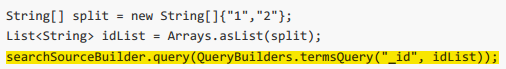 String[] split = new String[]{"1","2"};
List<String> idList = Arrays.asList(split);
searchSourceBuilder.query(QueryBuilders.termsQuery("_id", idList));